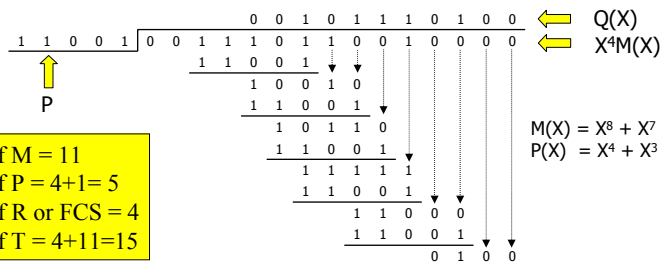 0 0 1 0 1 1 1 0 1 0 0 Q(X)
1 1 0 0 1 0 0 1 1 1 0 1 1 0 0 1 0 0 0 0 X⁴M(X)
1 1 0 0 1
1 0 0 1 0
P
1 1 0 0 1
1 0 1 1 0
1 1 0 0 1
1 1 1 1 1
1 1 0 0 1
1 1 0 0 0
1 1 0 0 1
0 1 0 0
M(X) = X⁸ + X⁷
P(X) = X⁴ + X³
f M = 11
f P = 4+1= 5
f R or FCS = 4
f T = 4+11=15